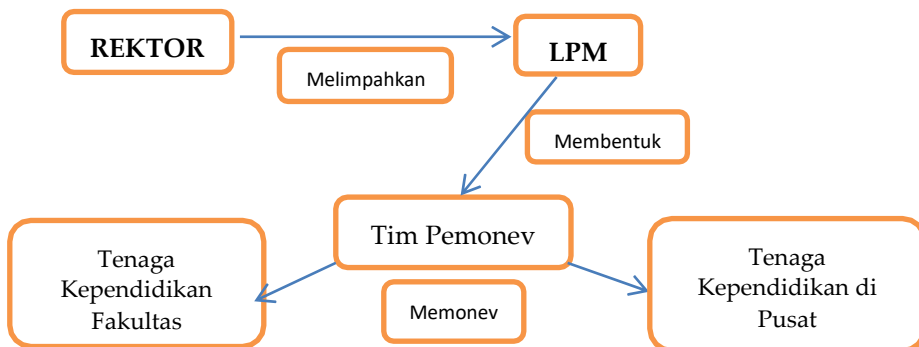 REKTOR
LPM
Melimpahkan
Membentuk
Tim Pemonev
Tenaga
Kependidikan
Fakultas
Memonev
Tenaga
Kependidikan di
Pusat